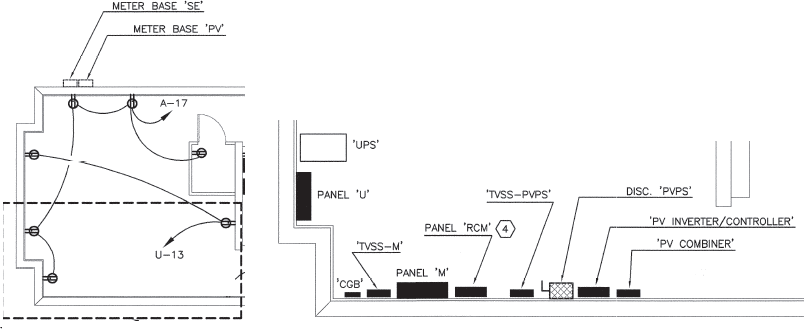 METER BASE 'SE'
METER BASE 'PV'
A-17
U-13
'UPS'
PANEL 'U'
'TVSS-PVPS'
DISC. 'PVPS'
PANEL 'RCM' 4
'PV INVERTER/CONTROLLER'
'TVSS-M'
'PV COMBINER'
'CGB'
PANEL 'M'